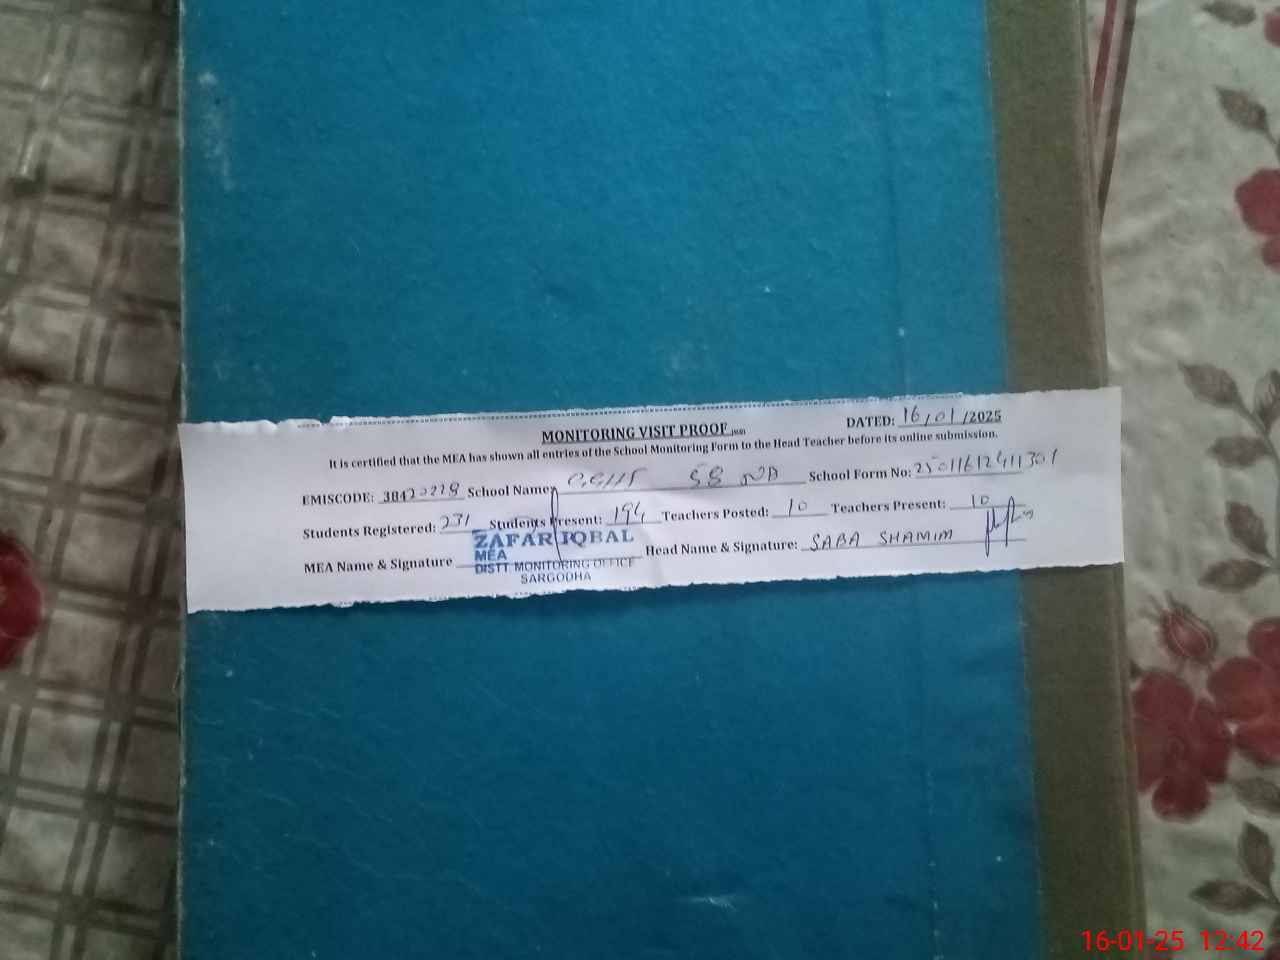 DATED: 16/01/2025
MONITORING VISIT PROOF
It is certified that the MEA has shown all entries of the School Monitoring Form to the Head Teacher before its online submission.
EMISCODE: 38420228 School Name: 58 NB School Form No: 25011612411301
Students Registered: 231 Students Present: 194 Teachers Posted: 10 Teachers Present: 10
MEA Name & Signature Head Name & Signature: SABA SHAMIM
ZAFAR IQBAL
MEA
DISTT MONITORING OFFICE
SARGODHA
16-01-25 12:42